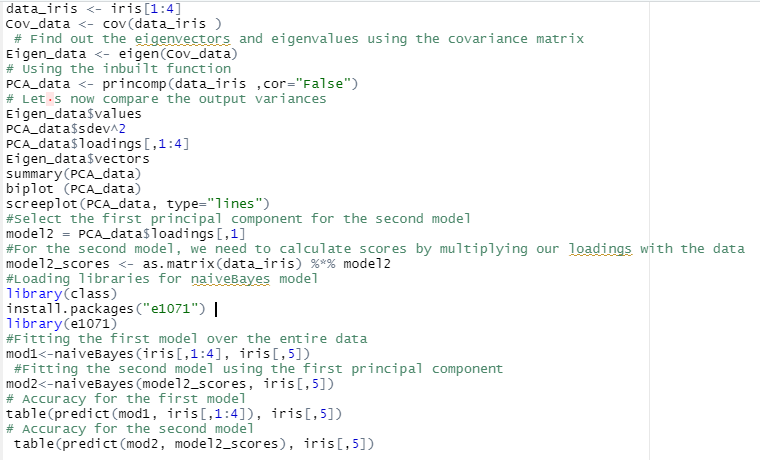 data_iris <- iris[1:4]
Cov_data <- cov(data_iris )
# Find out the eigenvectors and eigenvalues using the covariance matrix
Eigen_data <- eigen(Cov_data)
# Using the inbuilt function
PCA_data <- princomp(data_iris ,cor="False")
# Let·s now compare the output variances
Eigen_data$values
PCA_data$sdev^2
PCA_data$loadings[,1:4]
Eigen_data$vectors
summary(PCA_data)
biplot (PCA_data)
screeplot(PCA_data, type="lines")
#Select the first principal component for the second model
model2 = PCA_data$loadings[,1]
#For the second model, we need to calculate scores by multiplying our loadings with the data
model2_scores <- as.matrix(data_iris) %*% model2
#Loading libraries for naiveBayes model
library(class)
install.packages("e1071")
library(e1071)
#Fitting the first model over the entire data
mod1<-naiveBayes(iris[,1:4], iris[,5])
#Fitting the second model using the first principal component
mod2<-naiveBayes(model2_scores, iris[,5])
# Accuracy for the first model
table(predict(mod1, iris[,1:4]), iris[,5])
# Accuracy for the second model
table(predict(mod2, model2_scores), iris[,5])